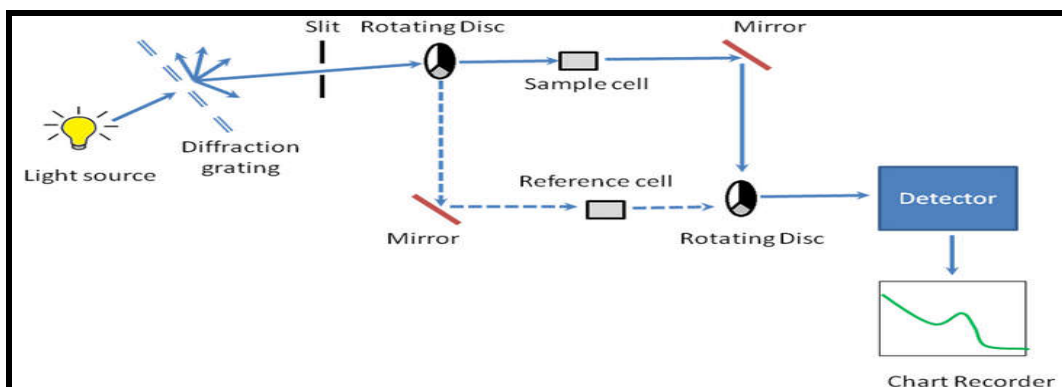 Slit
Rotating Disc
Mirror
Sample cell
Diffraction
grating
Light source
Reference cell
Mirror
Rotating Disc
Detector
Chart Recorder